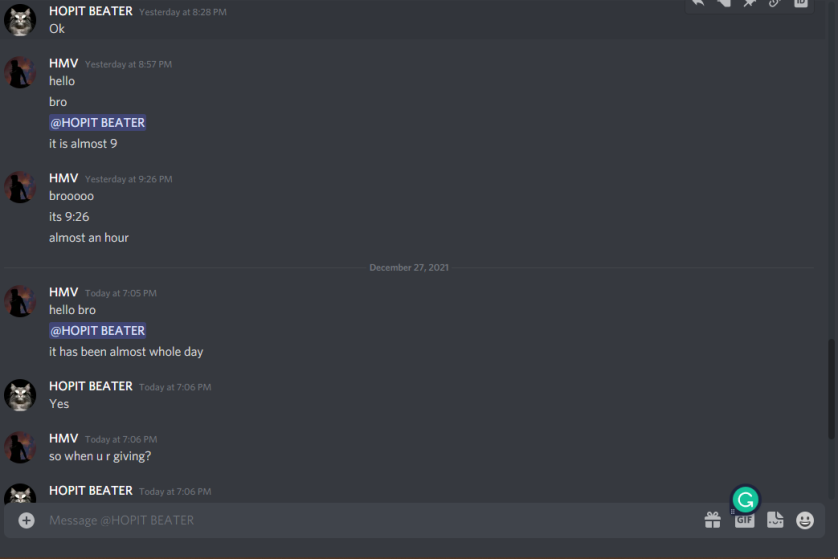 HOPIT BEATER Yesterday at 8:28 PM
Ok
HMV Yesterday at 8:57 PM
hello
bro
@HOPIT BEATER
it is almost 9
HMV Yesterday at 9:26 PM
brooooo
its 9:26
almost an hour
December 27, 2021
HMV Today at 7:05 PM
hello bro
@HOPIT BEATER
it has been almost whole day
HOPIT BEATER Today at 7:06 PM
Yes
HMV Today at 7:06 PM
so when u r giving?
HOPIT BEATER Today at 7:06 PM
Message @HOPIT BEATER
GIF